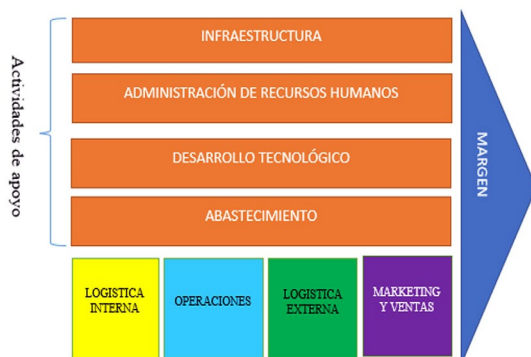 Actividades de apoyo
INFRAESTRUCTURA
ADMINISTRACIÓN DE RECURSOS HUMANOS
DESARROLLO TECNOLÓGICO
ABASTECIMIENTO
MARGEN
LOGISTICA
INTERNA
OPERACIONES
LOGISTICA
EXTERNA
MARKETING
Y VENTAS